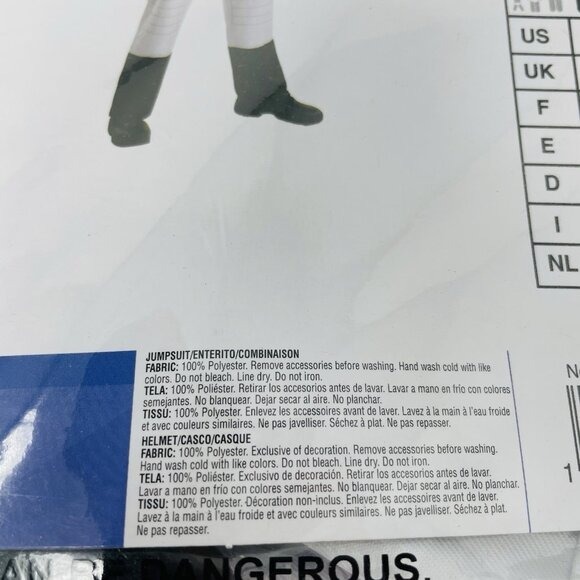 US
UK
F
E
D
I
NL
JUMPSUIT/ENTERITO/COMBINAISON
FABRIC: 100% Polyester. Remove accessories before washing. Hand wash cold with like
colors. Do not bleach. Line dry. Do not iron.
TELA: 100% Poliéster. Retirar los accesorios antes de lavar. Lavar a mano en frío con colores
semejantes. No blanquear. Dejar secar al aire. No planchar.
TISSU: 100% Polyester. Enlevez les accessoires avant de laver. Lavez à la main à l'eau froide
et avec couleurs similaires. Ne pas javelliser. Séchez à plat. Ne pas repasser.
HELMET/CASCO/CASQUE
FABRIC: 100% Polyester. Exclusive of decoration. Remove accessories before washing.
Hand wash cold with like colors. Do not bleach. Line dry. Do not iron.
TELA: 100% Poliéster. Exclusivo de decoración. Retirar los accesorios antes de lavar.
Lavar a mano en frío con colores semejantes. No blanquear. Dejar secar al aire. No planchar.
TISSU: 100% Polyester. Décoration non-inclus. Enlevez les accessoires avant de laver.
Lavez à la main à l'eau froide et avec couleurs similaires. Ne pas javelliser. Séchez à plat.
Ne pas repasser.
1
DANGEROUS.